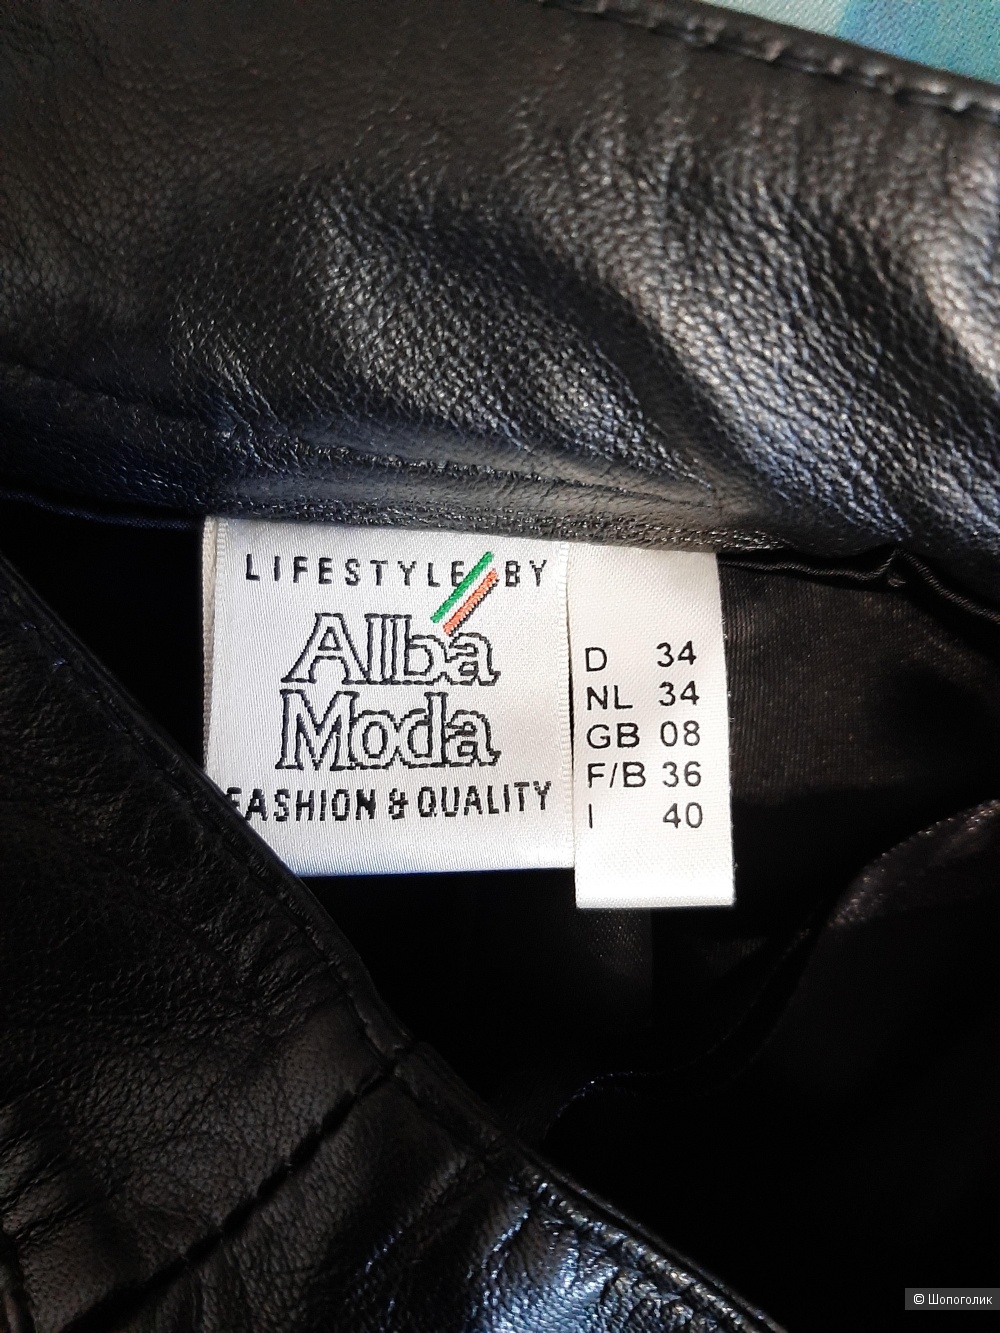 LIFESTYLE BY
Alba
Moda
FASHION & QUALITY
D 34
NL 34
GB 08
F/B 36
I 40
© Шопоголик